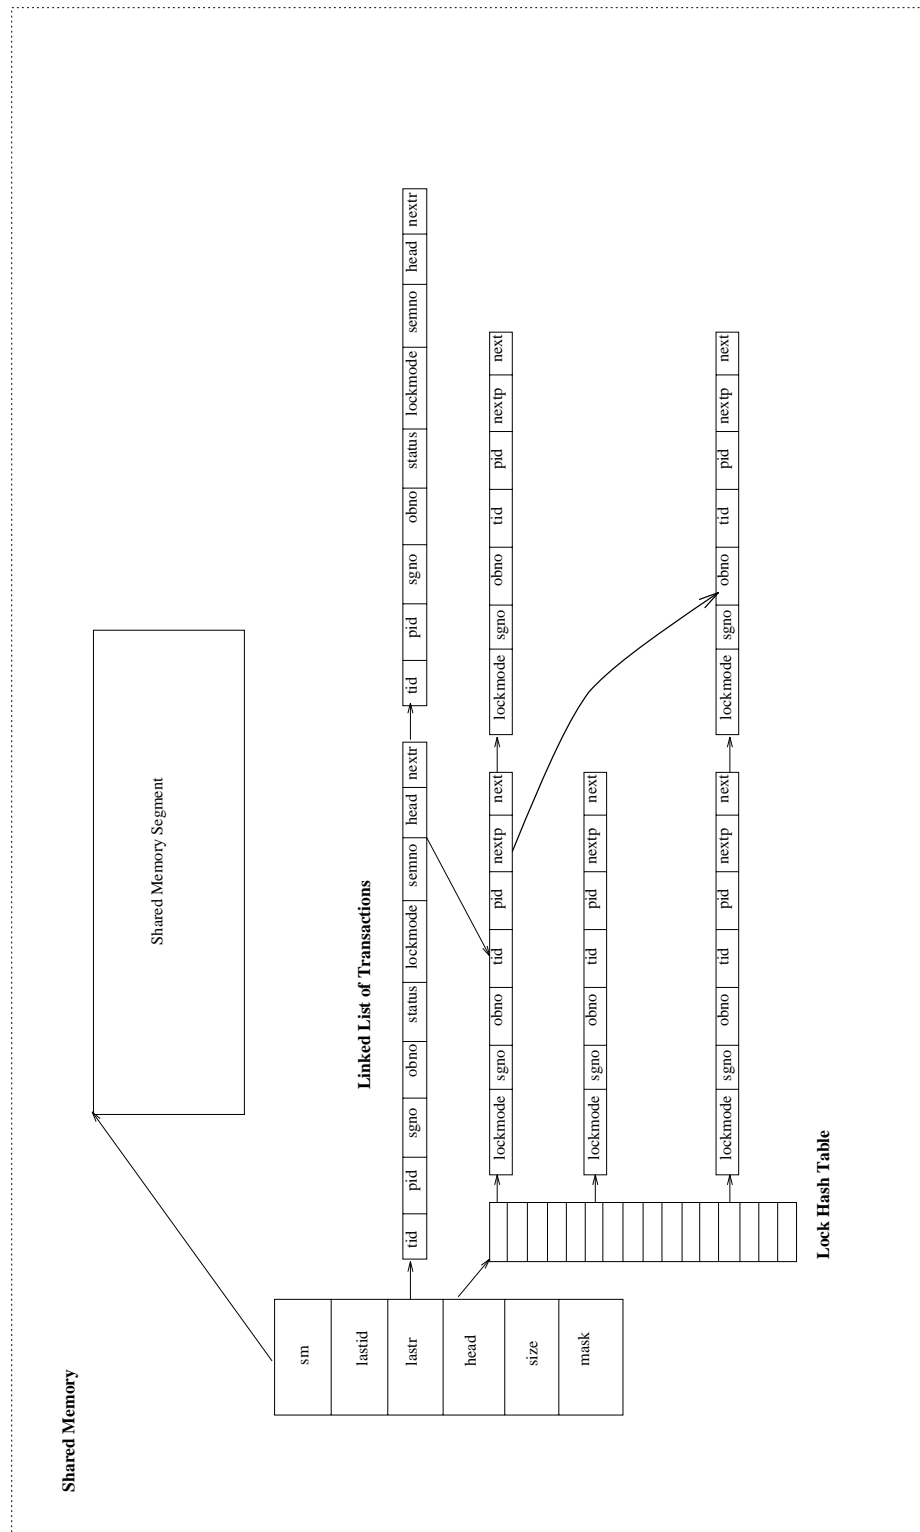 Shared Memory
Shared Memory Segment
sm
lastid
Linked List of Transactions
lastr
tid pid sgno obno status lockmode semno head nextr
tid pid sgno obno status lockmode semno head nextr
head
lockmode sgno obno tid pid nextp next
lockmode sgno obno tid pid nextp next
size
mask
lockmode sgno obno tid pid nextp next
lockmode sgno obno tid pid nextp next
lockmode sgno obno tid pid nextp next
Lock Hash Table